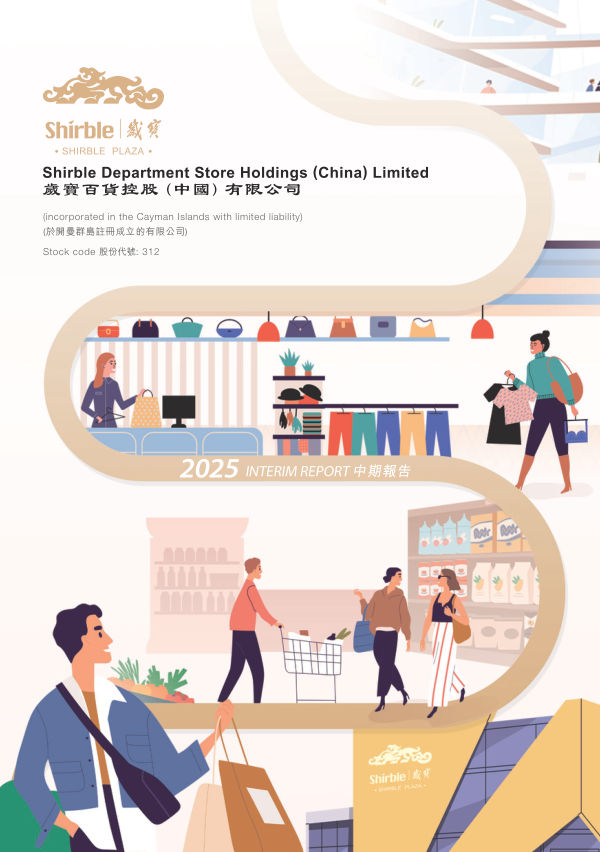 Shirble 歲寶
• SHIRBLE PLAZA •
Shirble Department Store Holdings (China) Limited
歲寶百貨控股（中國）有限公司
(incorporated in the Cayman Islands with limited liability)
(於開曼群島註冊成立的有限公司)
Stock code 股份代號: 312
2025 INTERIM REPORT 中期報告
Shirble 歲寶
• SHIRBLE PLAZA •